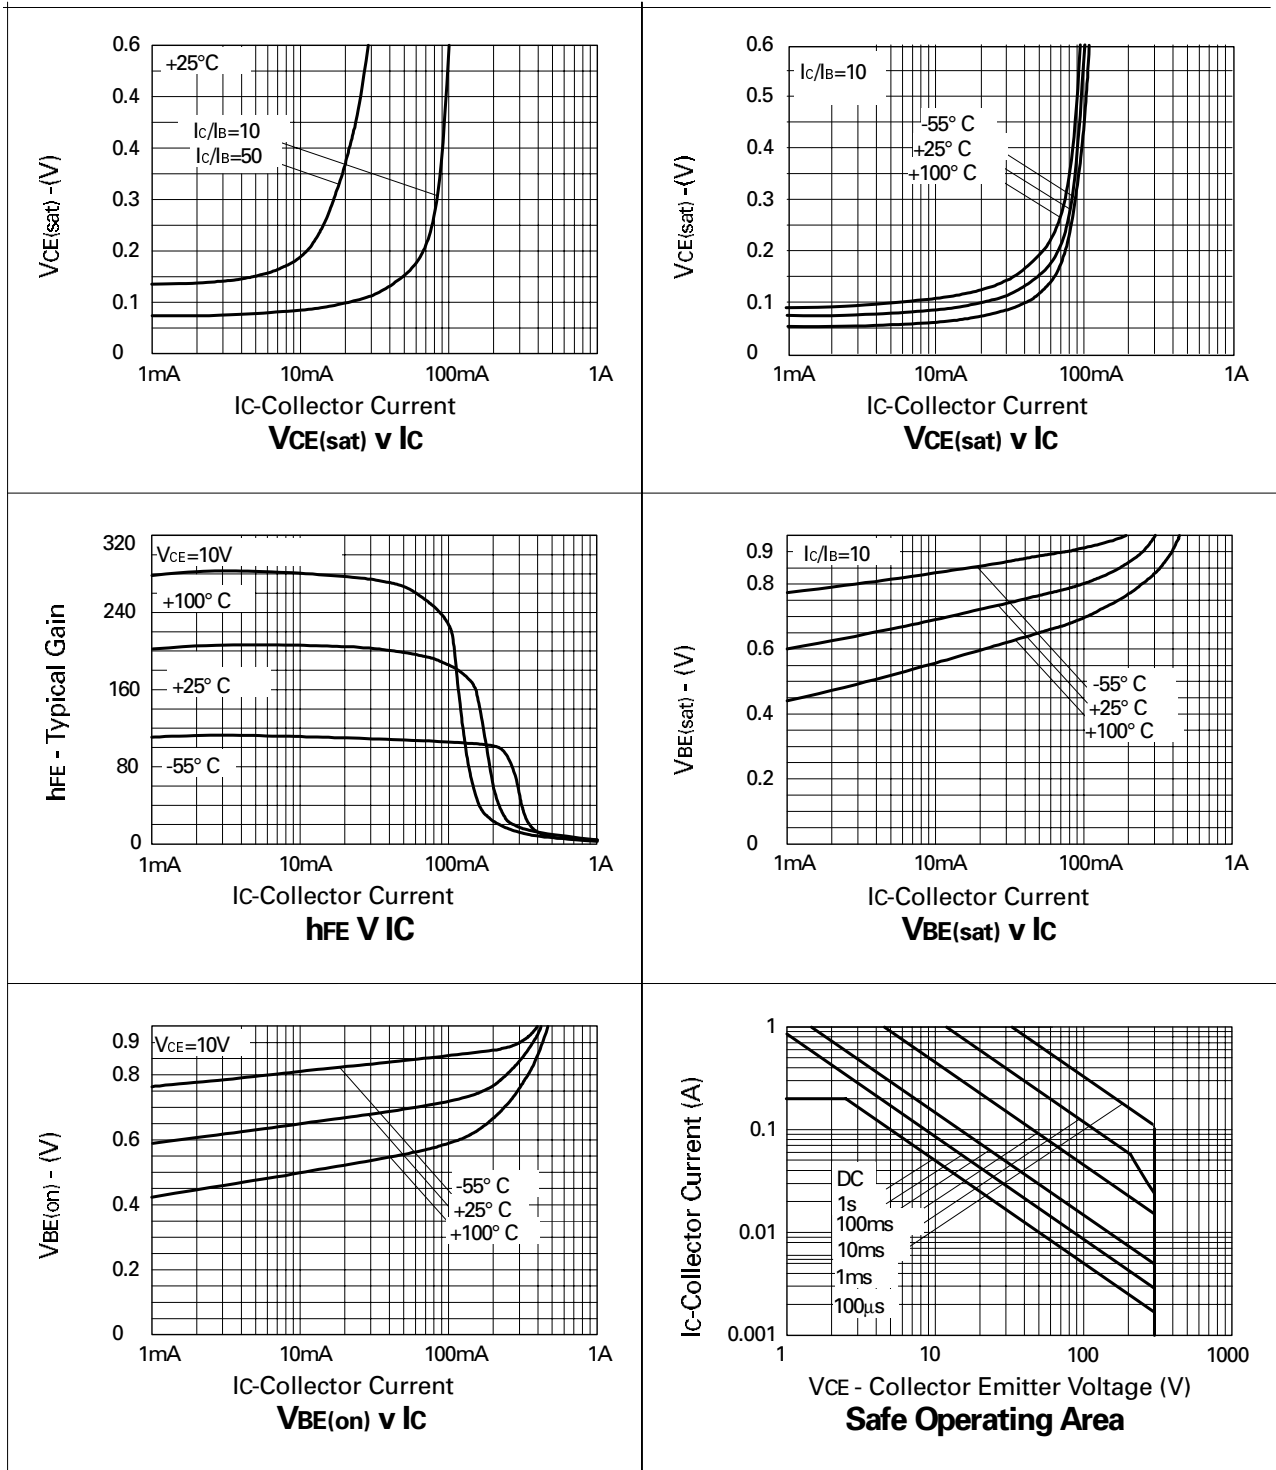 0.6
0.4
0.4
0.3
0.2
0.1
0
+25°C
IC/IB=10
IC/IB=50
VCE(sat) -(V)
1mA 10mA 100mA 1A
IC-Collector Current
VCE(sat) v IC
0.6
0.5
0.4
0.3
0.2
0.1
0
IC/IB=10
-55° C
+25° C
+100° C
VCE(sat) -(V)
1mA 10mA 100mA 1A
IC-Collector Current
VCE(sat) v IC
320
240
160
80
0
VCE=10V
+100° C
+25° C
-55° C
hFE - Typical Gain
1mA 10mA 100mA 1A
IC-Collector Current
hFE V IC
0.9
0.8
0.6
0.4
0.2
0
IC/IB=10
-55° C
+25° C
+100° C
VBE(sat) - (V)
1mA 10mA 100mA 1A
IC-Collector Current
VBE(sat) v IC
0.9
0.8
0.6
0.4
0.2
0
VCE=10V
-55° C
+25° C
+100° C
VBE(on) - (V)
1mA 10mA 100mA 1A
IC-Collector Current
VBE(on) v IC
1
0.1
0.01
0.001
DC
1s
100ms
10ms
1ms
100µs
IC-Collector Current (A)
1 10 100 1000
VCE - Collector Emitter Voltage (V)
Safe Operating Area